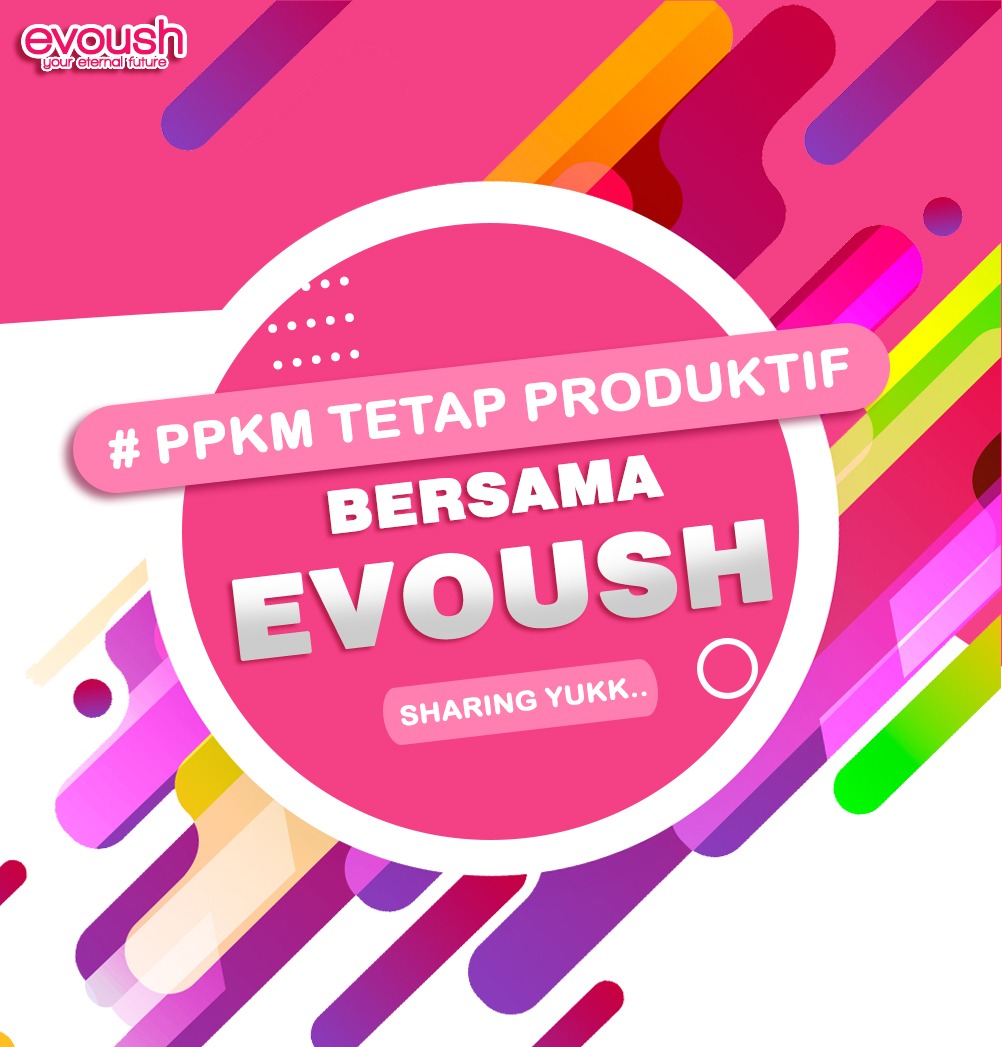 evoush
your eternal future
# PPKM TETAP PRODUKTIF
BERSAMA
EVOUSH
SHARING YUKK..